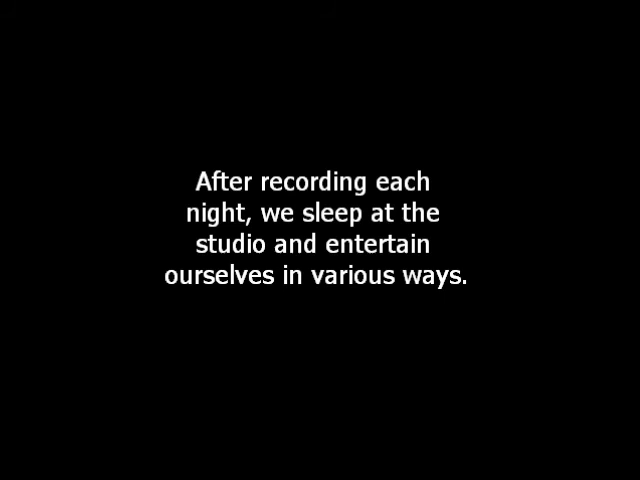 After recording each
night, we sleep at the
studio and entertain
ourselves in various ways.